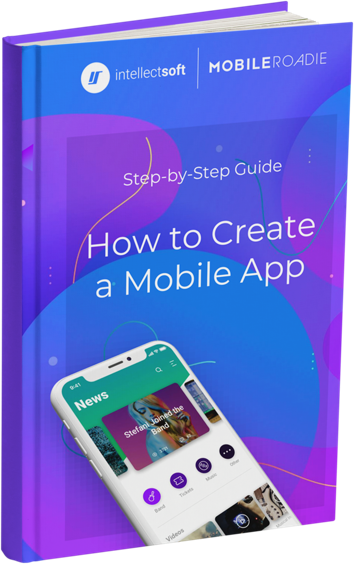 intellectsoft
MOBILEROADIE
Step-by-Step Guide
How to Create
a Mobile App
9:41
News
Stefani Joined the
Band
Band
Tickets
Music
Other
Videos